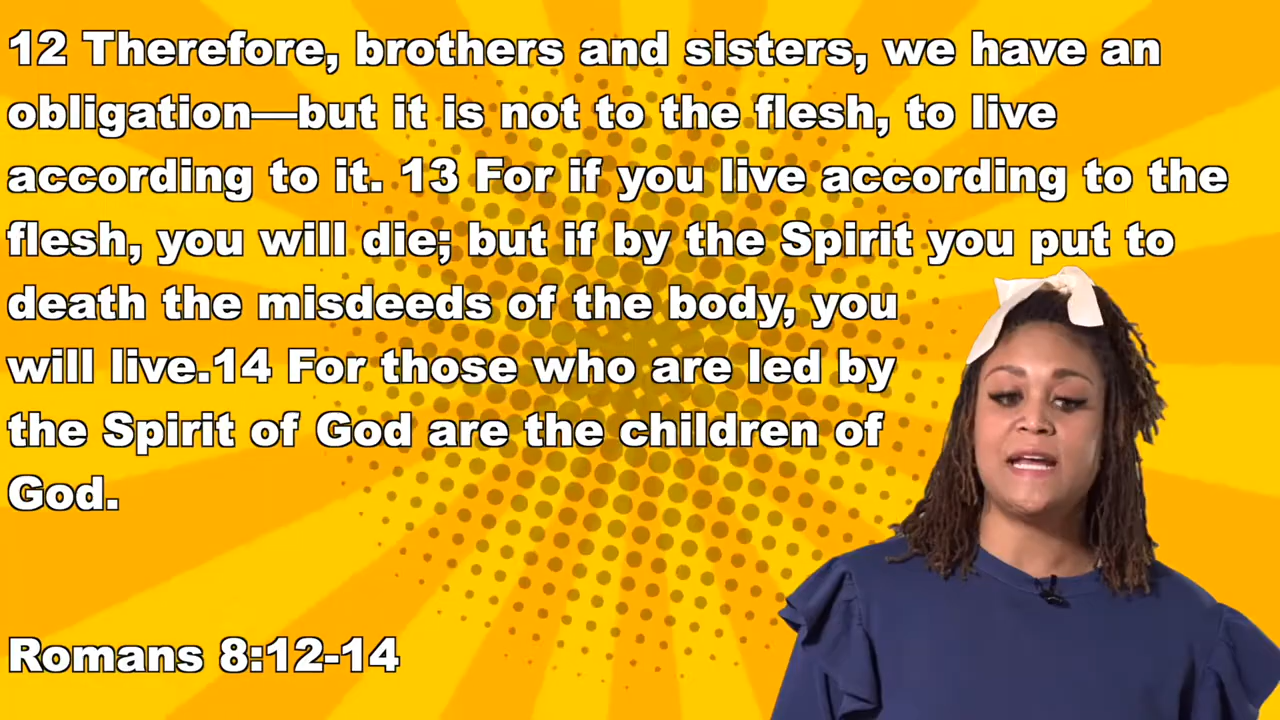 12 Therefore, brothers and sisters, we have an
obligation—but it is not to the flesh, to live
according to it. 13 For if you live according to the
flesh, you will die; but if by the Spirit you put to
death the misdeeds of the body, you
will live.14 For those who are led by
the Spirit of God are the children of
God.
Romans 8:12-14